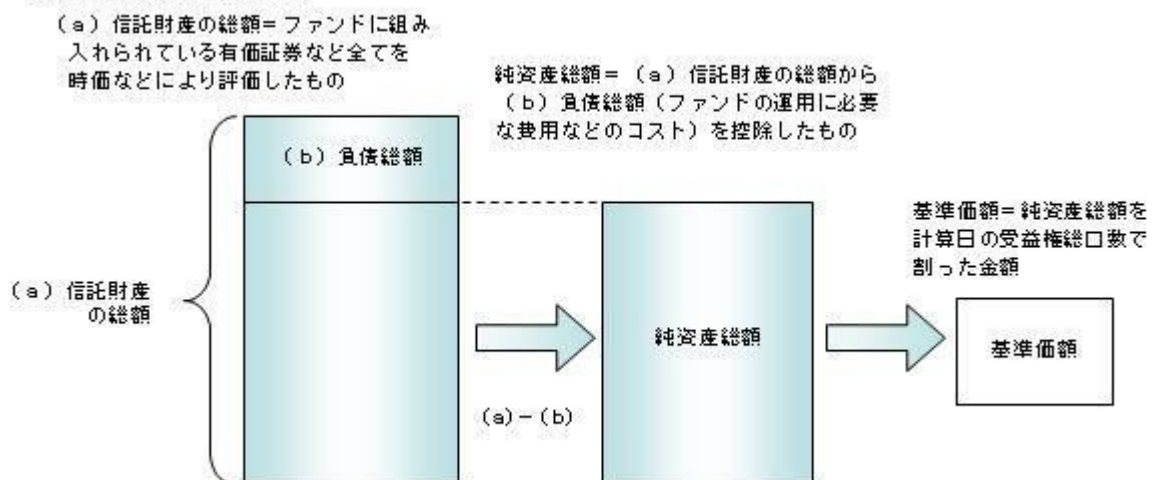 (a)信託財産の総額=ファンドに組み
入れられている有価証券など全てを
時価などにより評価したもの
純資産総額=(a)信託財産の総額から
(b)負債総額(ファンドの運用に必要
な費用などのコスト)を控除したもの
(b)負債総額
基準価額=純資産総額を
計算日の受益権総口数で
割った金額
(a)信託財産
の総額
純資産総額
基準価額
(a)-(b)